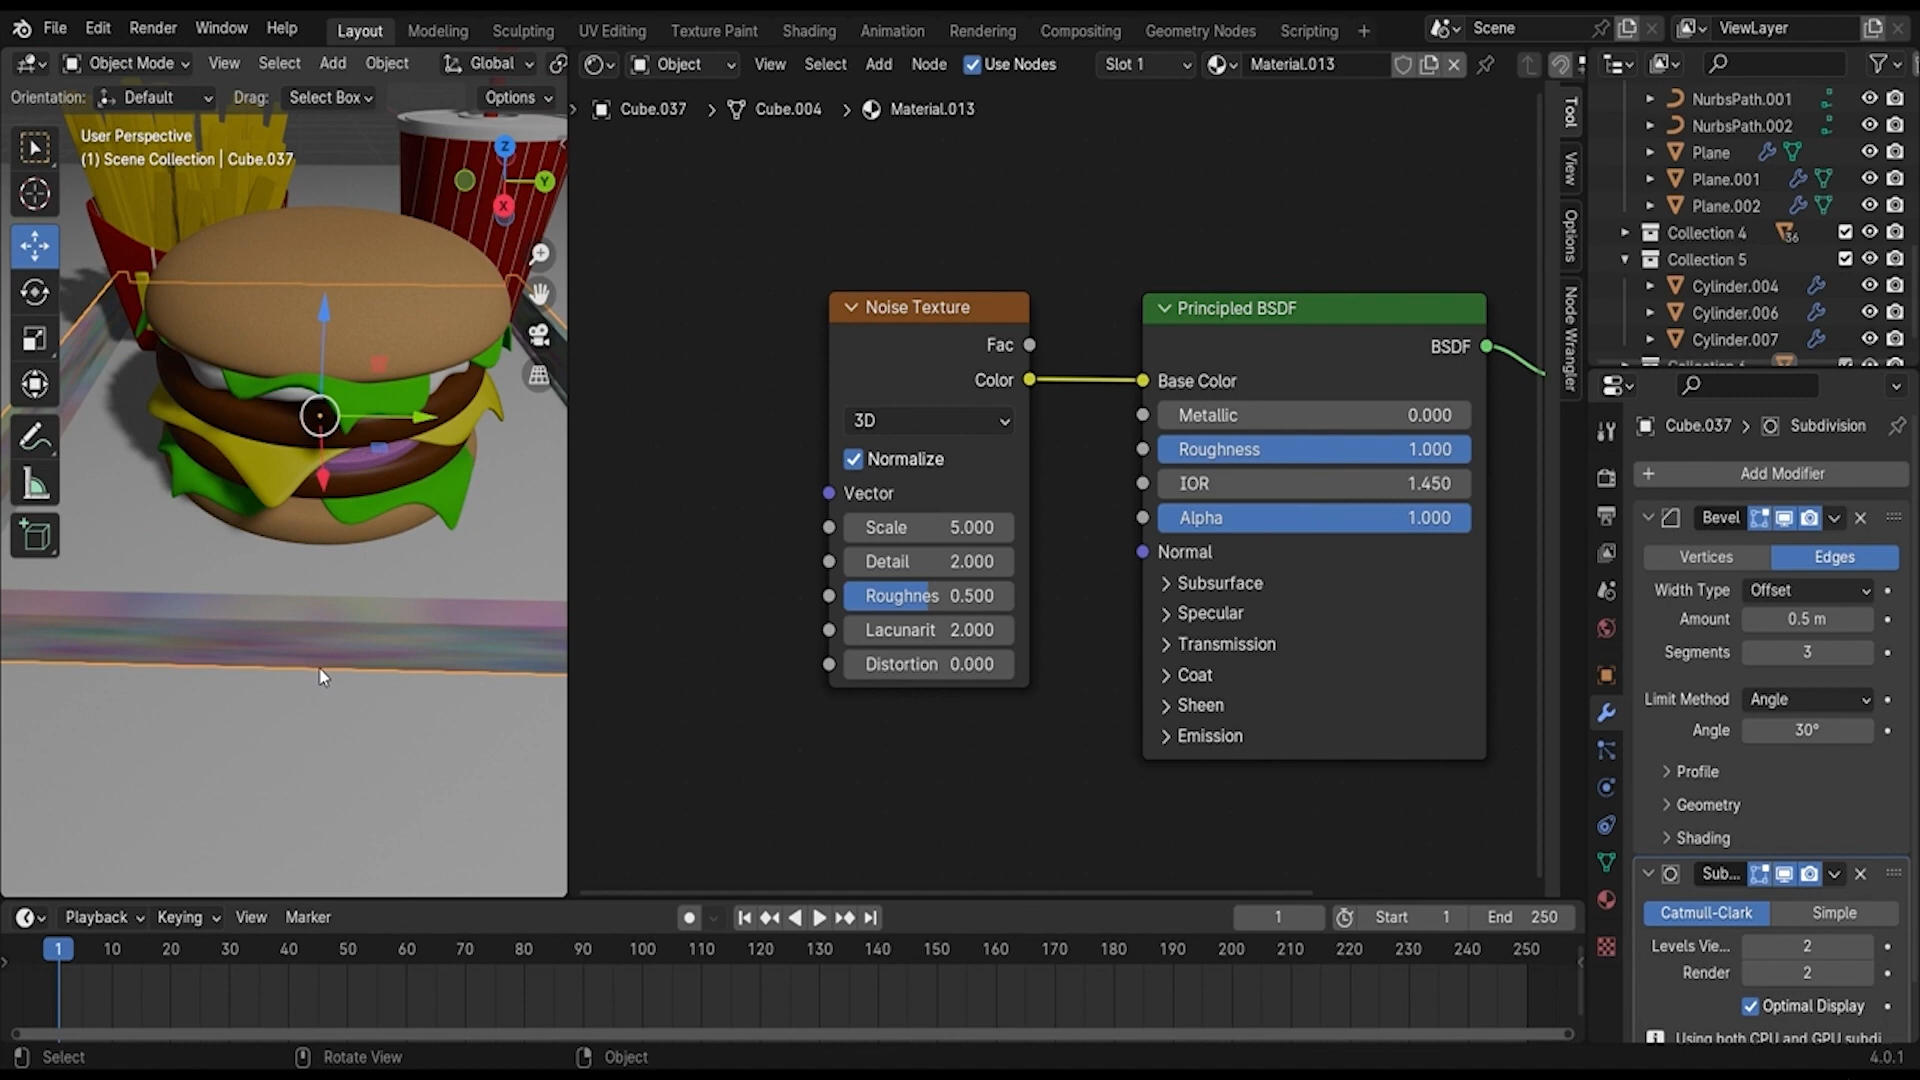 File Edit Render Window Help Layout Modeling Sculpting UV Editing Texture Paint Shading Animation Rendering Compositing Geometry Nodes Scripting + Scene ViewLayer
Object Mode View Select Add Object Global
Object View Select Add Node Use Nodes Slot 1 Material.013
Orientation: Default Drag: Select Box Options
Cube.037 > Cube.004 > Material.013
User Perspective
(1) Scene Collection | Cube.037
Z
Y
X
Tool
View
Options
Node Wrangler
Noise Texture
Fac
Color
3D
Normalize
Vector
Scale 5.000
Detail 2.000
Roughnes 0.500
Lacunarit 2.000
Distortion 0.000
Principled BSDF
BSDF
Base Color
Metallic 0.000
Roughness 1.000
IOR 1.450
Alpha 1.000
Normal
Subsurface
Specular
Transmission
Coat
Sheen
Emission
NurbsPath.001
NurbsPath.002
Plane
Plane.001
Plane.002
Collection 4 36
Collection 5
Cylinder.004
Cylinder.006
Cylinder.007
Cube.037 > Subdivision
+ Add Modifier
Bevel
Vertices Edges
Width Type Offset
Amount 0.5 m
Segments 3
Limit Method Angle
Angle 30°
Profile
Geometry
Shading
Sub...
Catmull-Clark Simple
Levels Vie... 2
Render 2
Optimal Display
Using both CPU and GPU subdi
Playback Keying View Marker 1 Start 1 End 250
1 10 20 30 40 50 60 70 80 90 100 110 120 130 140 150 160 170 180 190 200 210 220 230 240 250
Select Rotate View Object 4.0.1